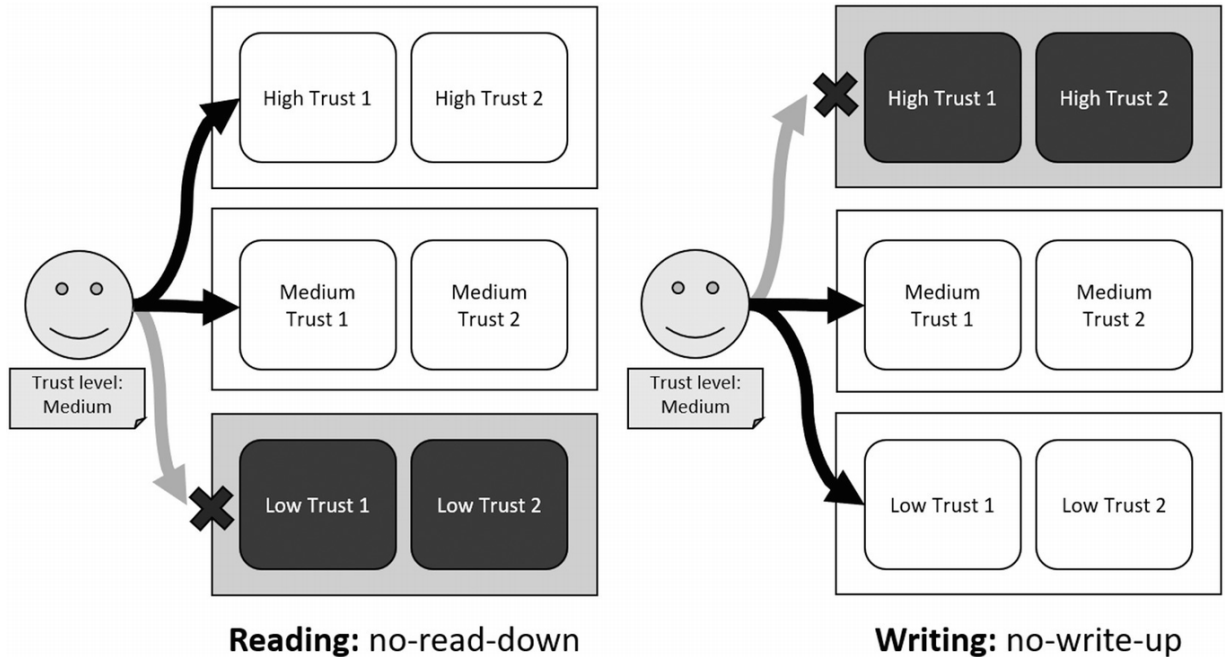 High Trust 1
High Trust 2
Medium
Trust 1
Medium
Trust 2
Trust level:
Medium
Low Trust 1
Low Trust 2
Reading: no-read-down
High Trust 1
High Trust 2
Medium
Trust 1
Medium
Trust 2
Trust level:
Medium
Low Trust 1
Low Trust 2
Writing: no-write-up